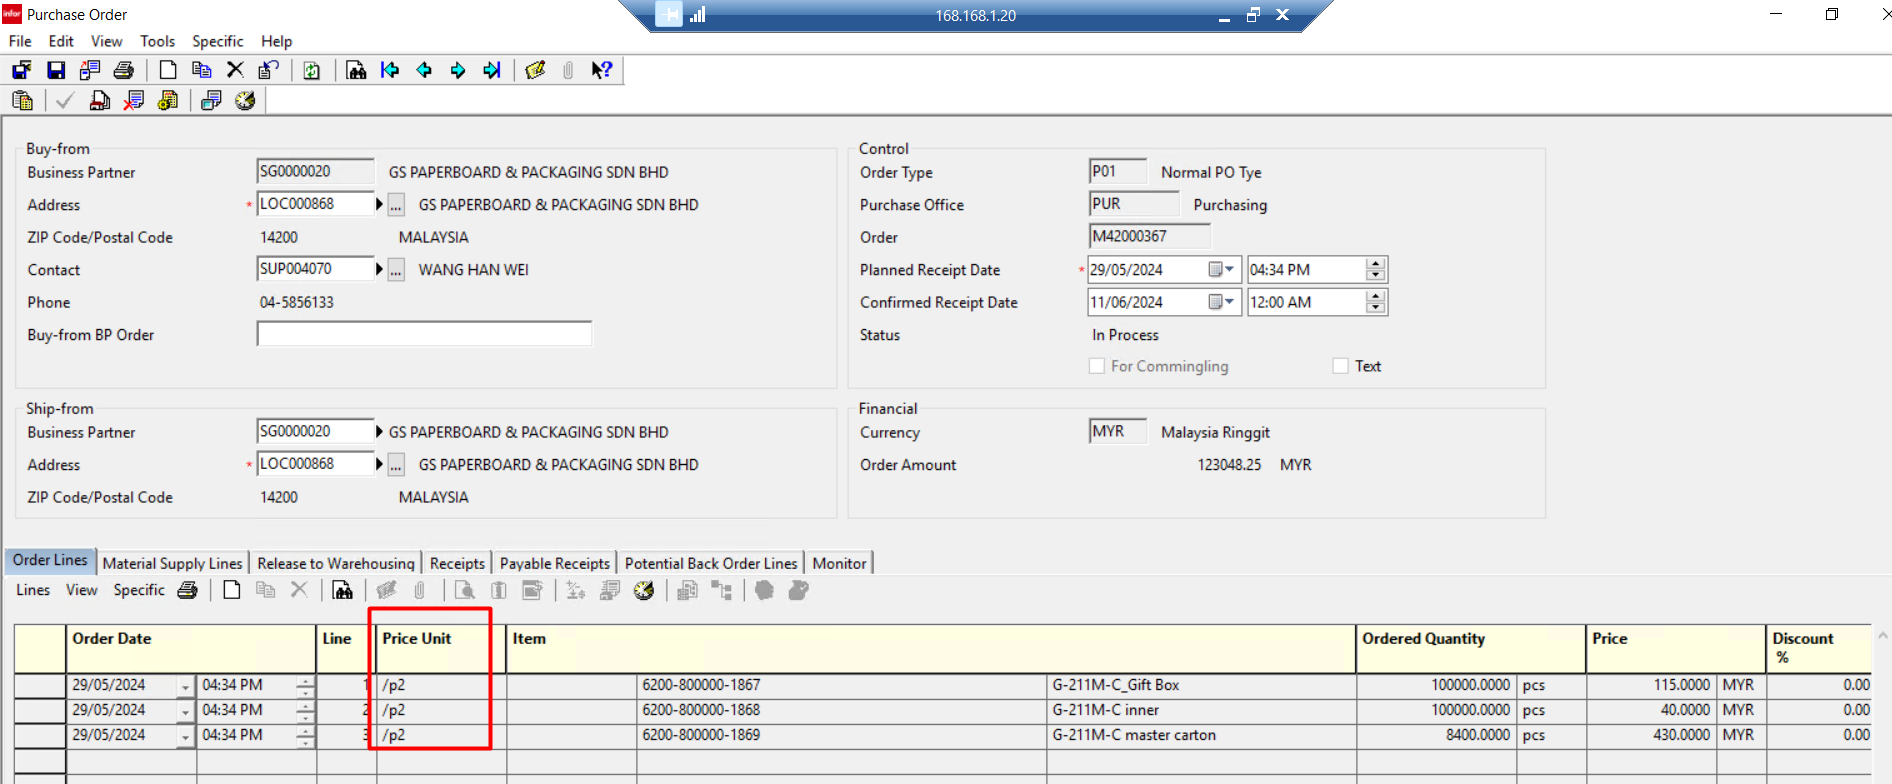 infor Purchase Order
168.168.1.20
File Edit View Tools Specific Help
Buy-from
Business Partner SG0000020 GS PAPERBOARD & PACKAGING SDN BHD
Address * LOC000868 ... GS PAPERBOARD & PACKAGING SDN BHD
ZIP Code/Postal Code 14200 MALAYSIA
Contact SUP004070 ... WANG HAN WEI
Phone 04-5856133
Buy-from BP Order
Control
Order Type P01 Normal PO Tye
Purchase Office PUR Purchasing
Order M42000367
Planned Receipt Date * 29/05/2024 04:34 PM
Confirmed Receipt Date 11/06/2024 12:00 AM
Status In Process
For Commingling Text
Ship-from
Business Partner SG0000020 GS PAPERBOARD & PACKAGING SDN BHD
Address * LOC000868 ... GS PAPERBOARD & PACKAGING SDN BHD
ZIP Code/Postal Code 14200 MALAYSIA
Financial
Currency MYR Malaysia Ringgit
Order Amount 123048.25 MYR
Order Lines Material Supply Lines Release to Warehousing Receipts Payable Receipts Potential Back Order Lines Monitor
Lines View Specific
Order Date Line Price Unit Item Ordered Quantity Price Discount %
29/05/2024 04:34 PM 1 /p2 6200-800000-1867 G-211M-C_Gift Box 100000.0000 pcs 115.0000 MYR 0.00
29/05/2024 04:34 PM 2 /p2 6200-800000-1868 G-211M-C inner 100000.0000 pcs 40.0000 MYR 0.00
29/05/2024 04:34 PM 3 /p2 6200-800000-1869 G-211M-C master carton 8400.0000 pcs 430.0000 MYR 0.00